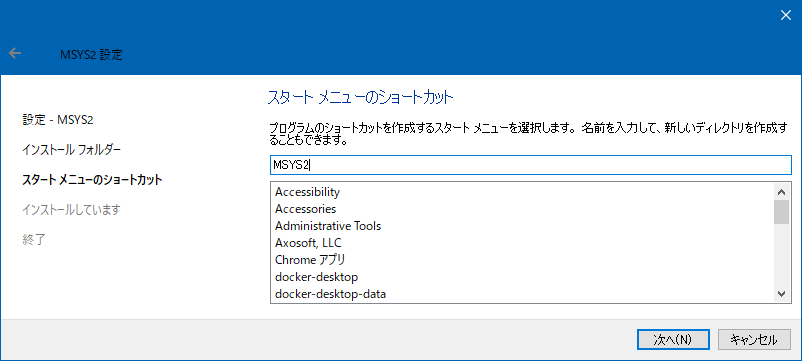 MSYS2 設定
設定 - MSYS2
インストール フォルダー
スタート メニューのショートカット
インストールしています
終了
スタート メニューのショートカット
プログラムのショートカットを作成するスタート メニューを選択します。 名前を入力して、新しいディレクトリを作成す
ることもできます。
MSYS2
Accessibility
Accessories
Administrative Tools
Axosoft, LLC
Chrome アプリ
docker-desktop
docker-desktop-data
次へ(N)
キャンセル